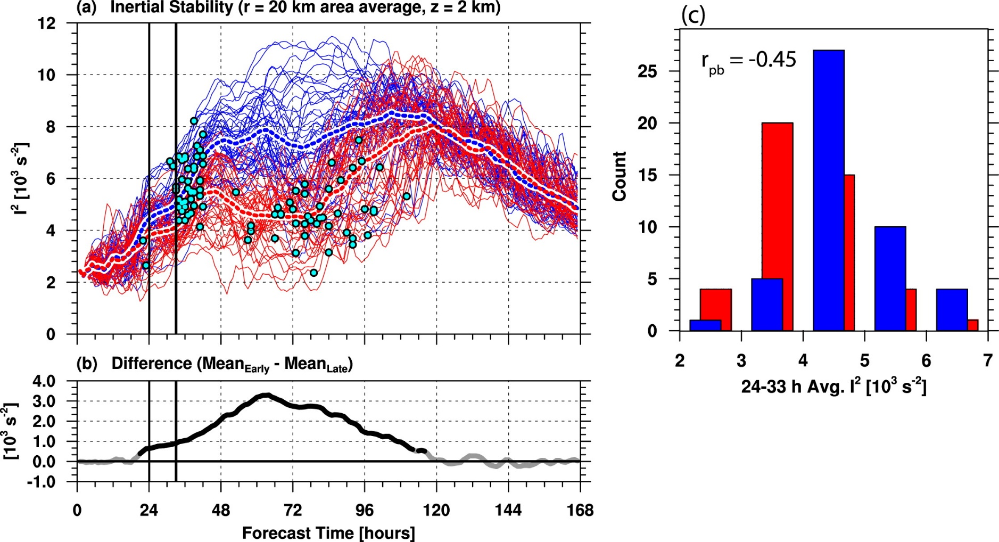 (a) Inertial Stability (r = 20 km area average, z = 2 km)
12
10
8
6
4
2
0
I² [10³ s⁻²]
(b) Difference (Mean_Early - Mean_Late)
4.0
3.0
2.0
1.0
0.0
-1.0
[10³ s⁻²]
0 24 48 72 96 120 144 168
Forecast Time [hours]
(c)
r_pb = -0.45
25
20
15
10
5
0
Count
2 3 4 5 6 7
24-33 h Avg. I² [10³ s⁻²]